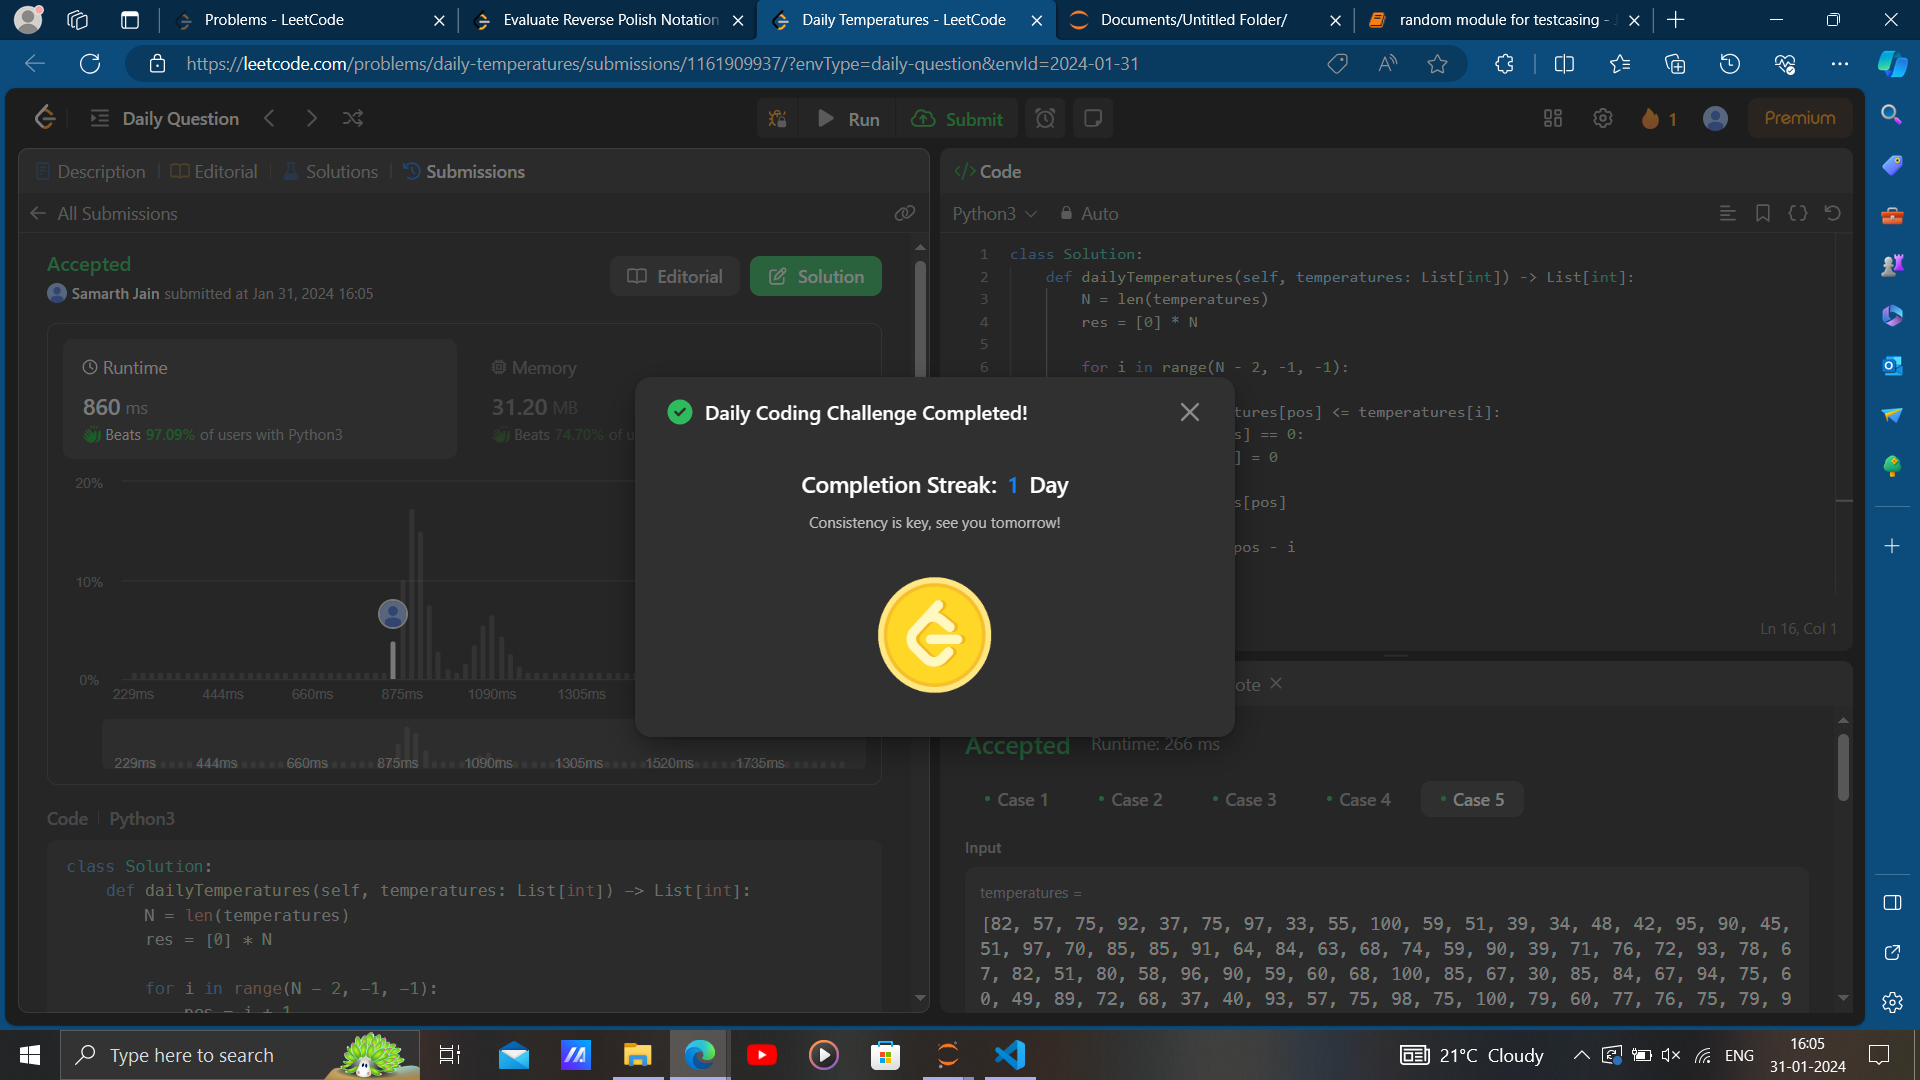 Problems - LeetCode
Evaluate Reverse Polish Notation
Daily Temperatures - LeetCode
Documents/Untitled Folder/
random module for testcasing -
https://leetcode.com/problems/daily-temperatures/submissions/1161909937/?envType=daily-question&envId=2024-01-31
Daily Question
Run
Submit
1
Premium
Description
Editorial
Solutions
Submissions
All Submissions
Accepted
Samarth Jain submitted at Jan 31, 2024 16:05
Editorial
Solution
Runtime
860 ms
Beats 97.09% of users with Python3
Memory
31.20 MB
Beats 74.70% of u
20%
10%
0%
229ms
444ms
660ms
875ms
1090ms
1305ms
229ms
444ms
660ms
875ms
1090ms
1305ms
1520ms
1735ms
Code
Python3
class Solution:
def dailyTemperatures(self, temperatures: List[int]) -> List[int]:
N = len(temperatures)
res = [0] * N
for i in range(N - 2, -1, -1):
pos = i + 1
</> Code
Python3
Auto
1 class Solution:
2 def dailyTemperatures(self, temperatures: List[int]) -> List[int]:
3 N = len(temperatures)
4 res = [0] * N
5
6 for i in range(N - 2, -1, -1):
tures[pos] <= temperatures[i]:
s] == 0:
] = 0
s[pos]
pos - i
Ln 16, Col 1
Daily Coding Challenge Completed!
Completion Streak: 1 Day
Consistency is key, see you tomorrow!
ote
Accepted
Runtime: 266 ms
Case 1
Case 2
Case 3
Case 4
Case 5
Input
temperatures =
[82, 57, 75, 92, 37, 75, 97, 33, 55, 100, 59, 51, 39, 34, 48, 42, 95, 90, 45,
51, 97, 70, 85, 85, 91, 64, 84, 63, 68, 74, 59, 90, 39, 71, 76, 72, 93, 78, 6
7, 82, 51, 80, 58, 96, 90, 59, 60, 68, 100, 85, 67, 30, 85, 84, 67, 94, 75, 6
0, 49, 89, 72, 68, 37, 40, 93, 57, 75, 98, 75, 100, 79, 60, 77, 76, 75, 79, 9
Type here to search
21°C Cloudy
ENG
16:05
31-01-2024